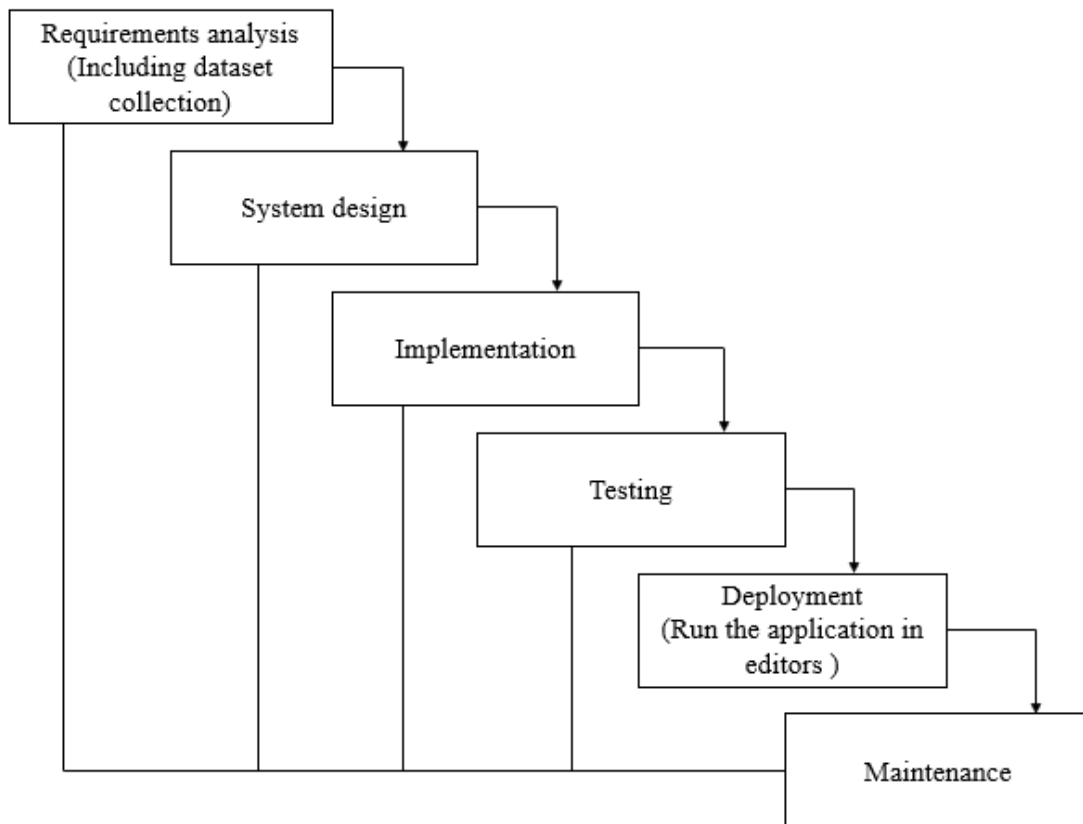 Requirements analysis
(Including dataset
collection)
System design
Implementation
Testing
Deployment
(Run the application in
editors )
Maintenance